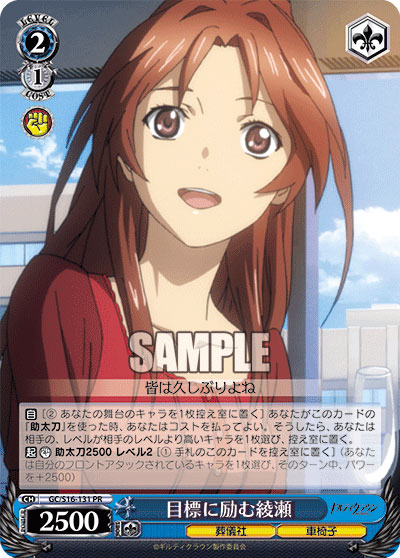 LEVEL
2
1
COST
SAMPLE
皆は久しぶりよね
自 [② あなたの舞台のキャラを1枚控え室に置く] あなたがこのカードの
「助太刀」を使った時、あなたはコストを払ってよい。そうしたら、あなたは
相手の、レベルが相手のレベルより高いキャラを1枚選び、控え室に置く。
起 助太刀2500 レベル2 [① 手札のこのカードを控え室に置く] (あなた
は自分のフロントアタックされているキャラを1枚選び、そのターン中、パワー
を+2500)
CH GC/S16-131 PR
2500
POWER
目標に励む綾瀬
ギルティクラウン
葬儀社
車椅子
©ギルティクラウン製作委員会